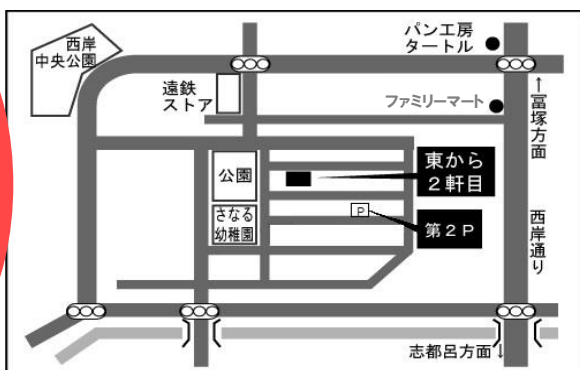 西岸
中央公園
パン工房
タートル
遠鉄
ストア
ファミリーマート
↑冨塚方面
公園
東から
２軒目
さなる
幼稚園
P
第２P
西岸通り
志都呂方面↓